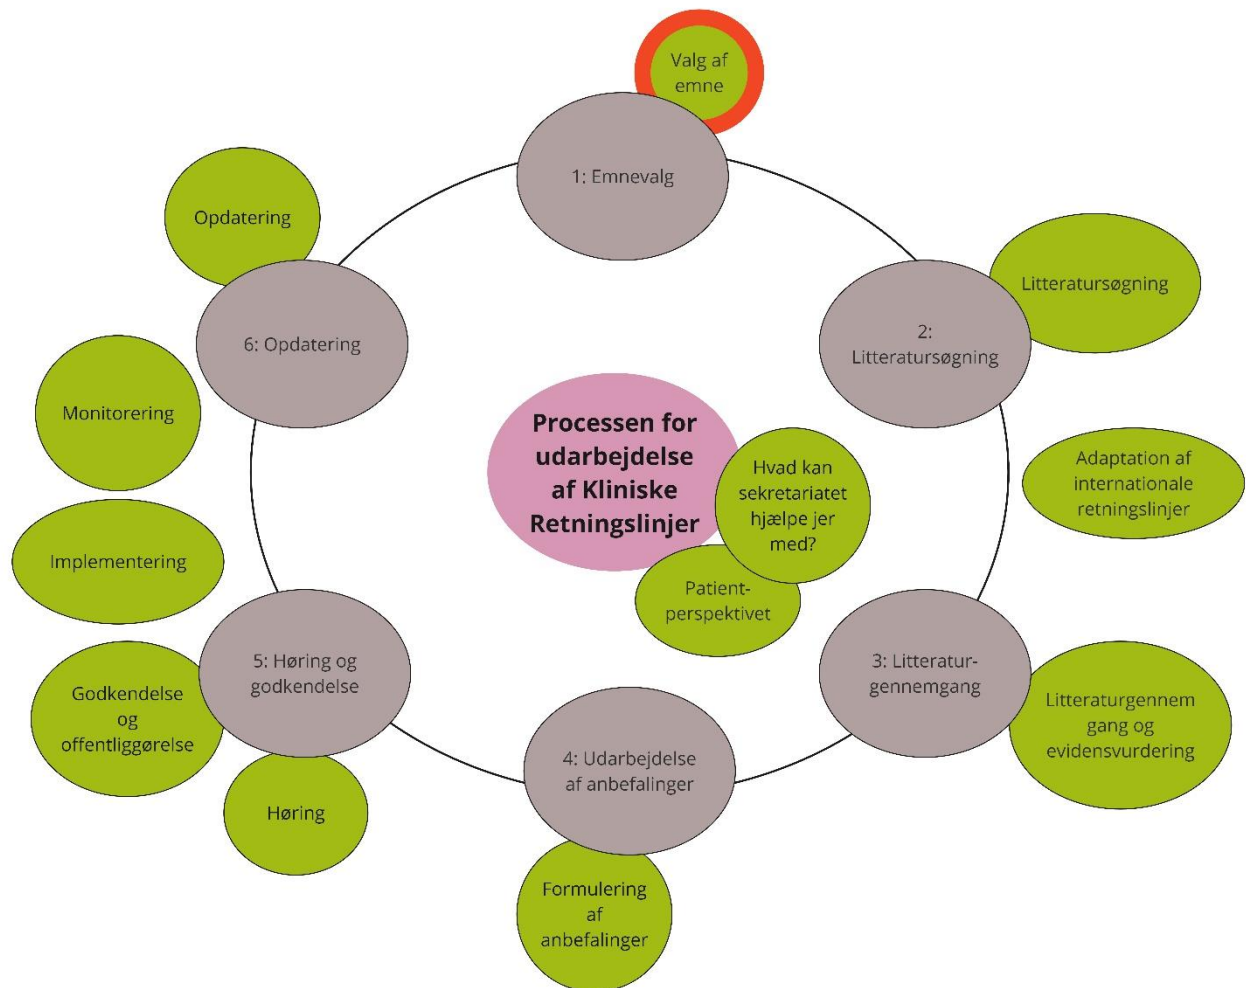 Valg af
emne
1: Emnevalg
Opdatering
Litteratursøgning
6: Opdatering
2:
Litteratursøgning
Monitorering
Processen for
udarbejdelse
af Kliniske
Retningslinjer
Hvad kan
sekretariatet
hjælpe jer
med?
Adaptation af
internationale
retningslinjer
Implementering
Patient-
perspektivet
5: Høring og
godkendelse
3: Litteratur-
gennemgang
Godkendelse
og
offentliggørelse
Litteraturgennem
gang og
evidensvurdering
4: Udarbejdelse
af anbefalinger
Høring
Formulering
af
anbefalinger